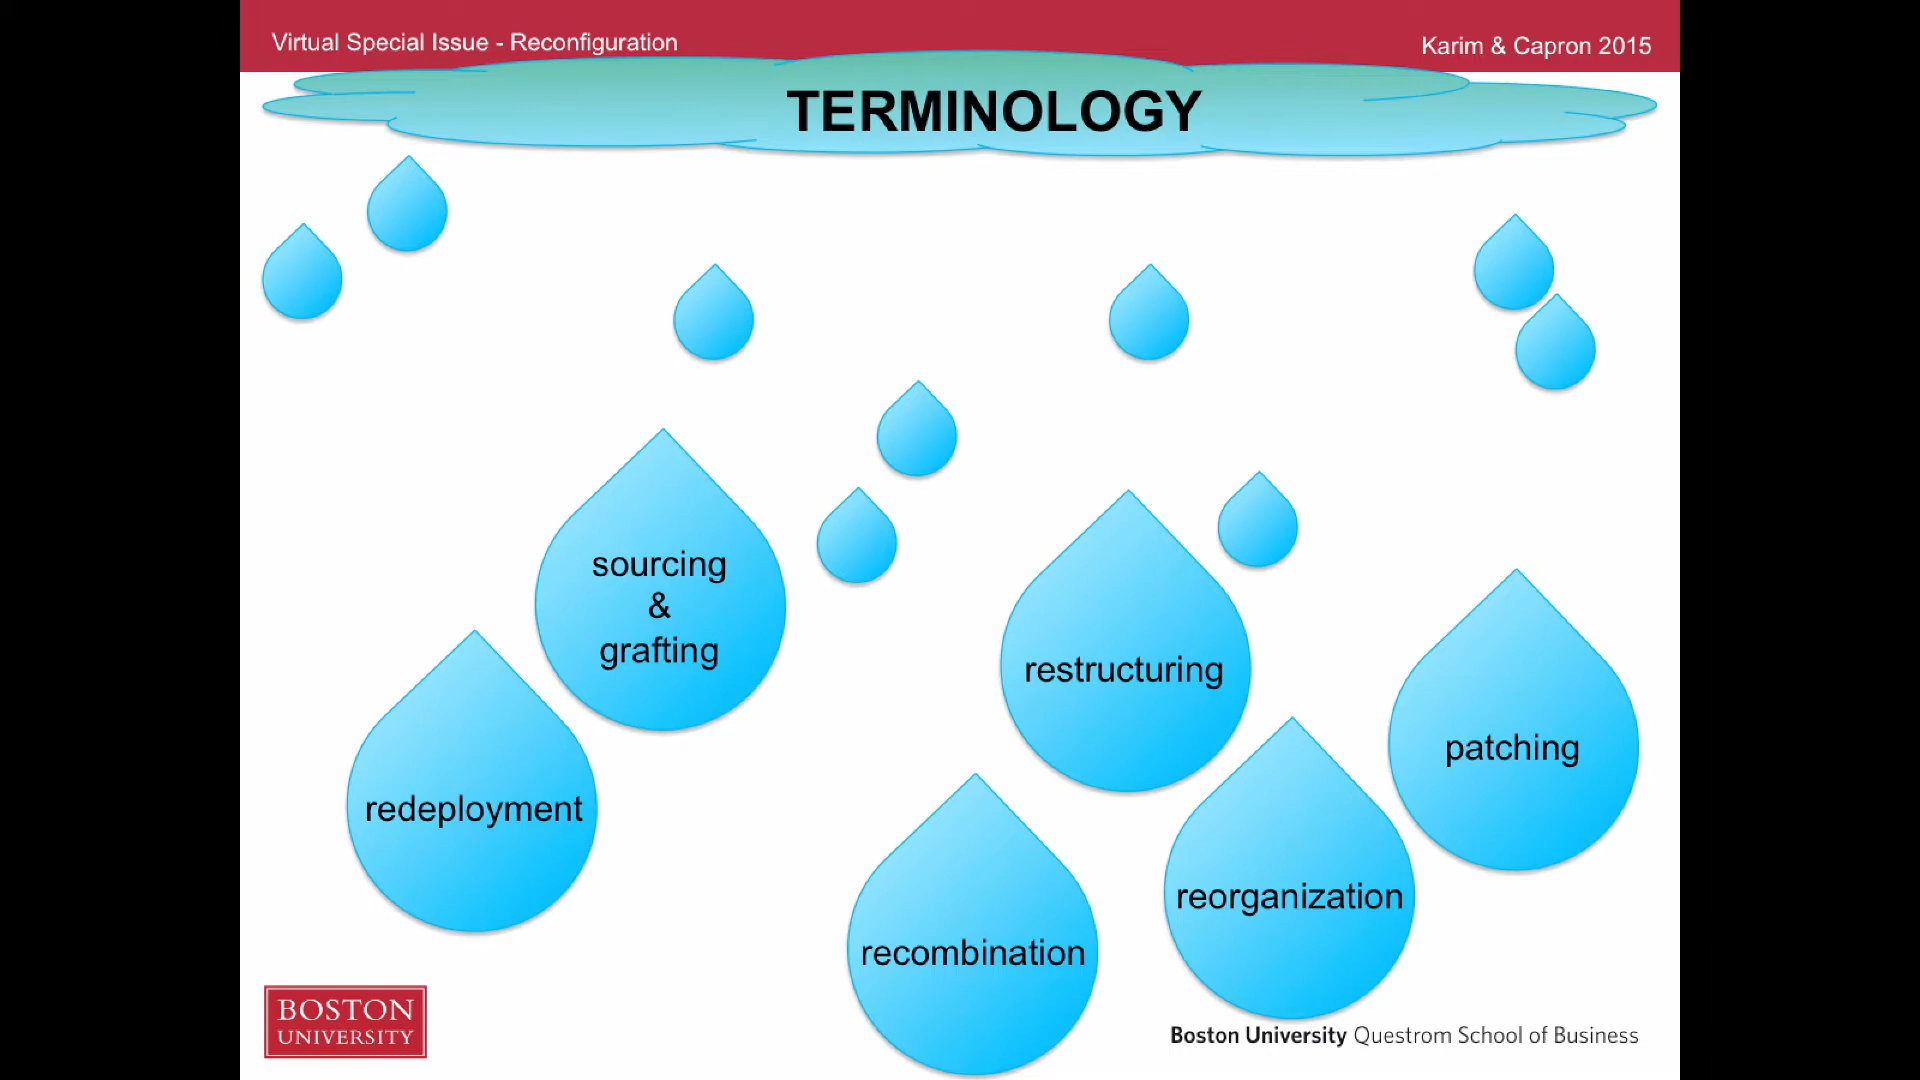 Virtual Special Issue - Reconfiguration
Karim & Capron 2015
TERMINOLOGY
sourcing
&
grafting
restructuring
patching
redeployment
reorganization
recombination
BOSTON
UNIVERSITY
Boston University Questrom School of Business